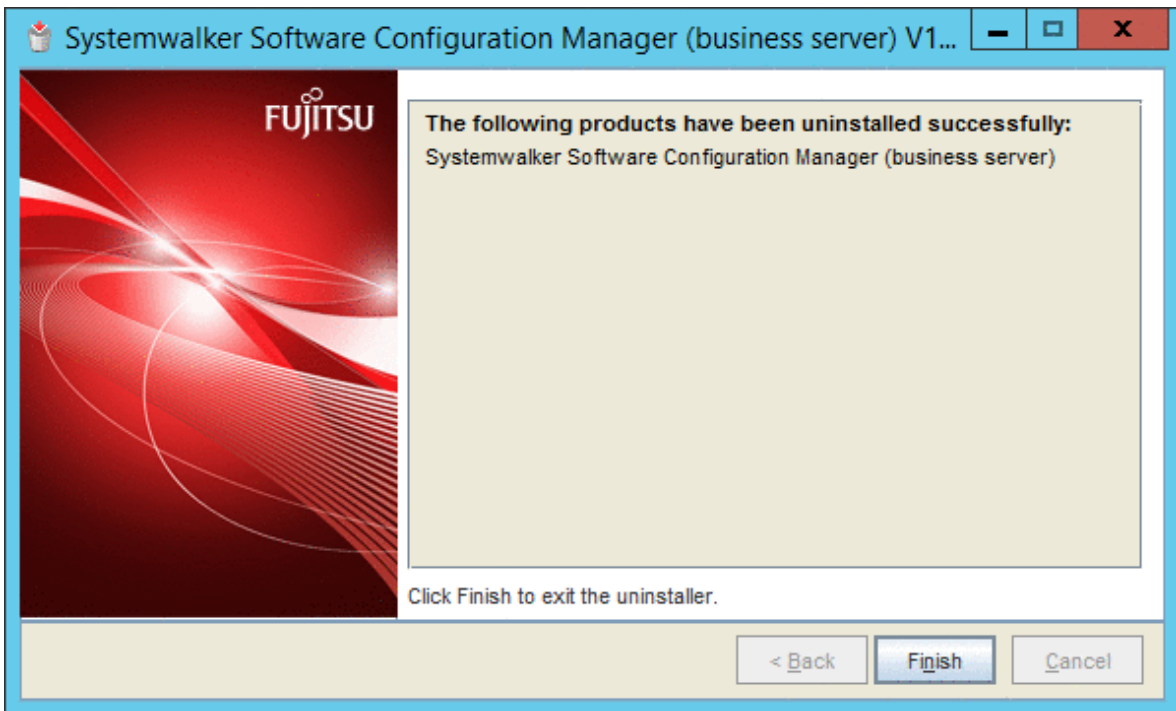 Systemwalker Software Configuration Manager (business server) V1...
FUJITSU
The following products have been uninstalled successfully:
Systemwalker Software Configuration Manager (business server)
Click Finish to exit the uninstaller.
< Back
Finish
Cancel